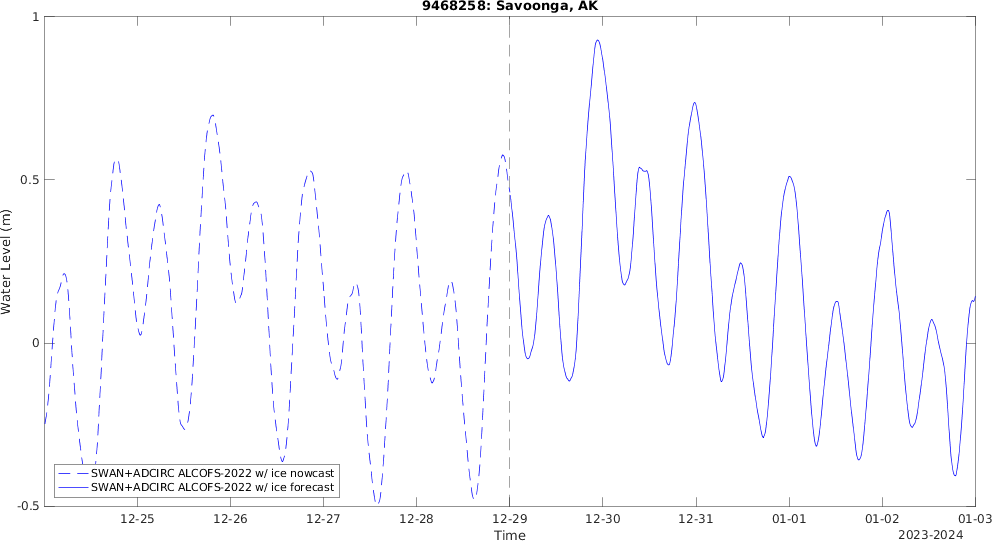 9468258: Savoonga, AK
1
0.5
0
-0.5
Water Level (m)
SWAN+ADCIRC ALCOFS-2022 w/ ice nowcast
SWAN+ADCIRC ALCOFS-2022 w/ ice forecast
12-25 12-26 12-27 12-28 12-29 12-30 12-31 01-01 01-02 01-03
Time
2023-2024